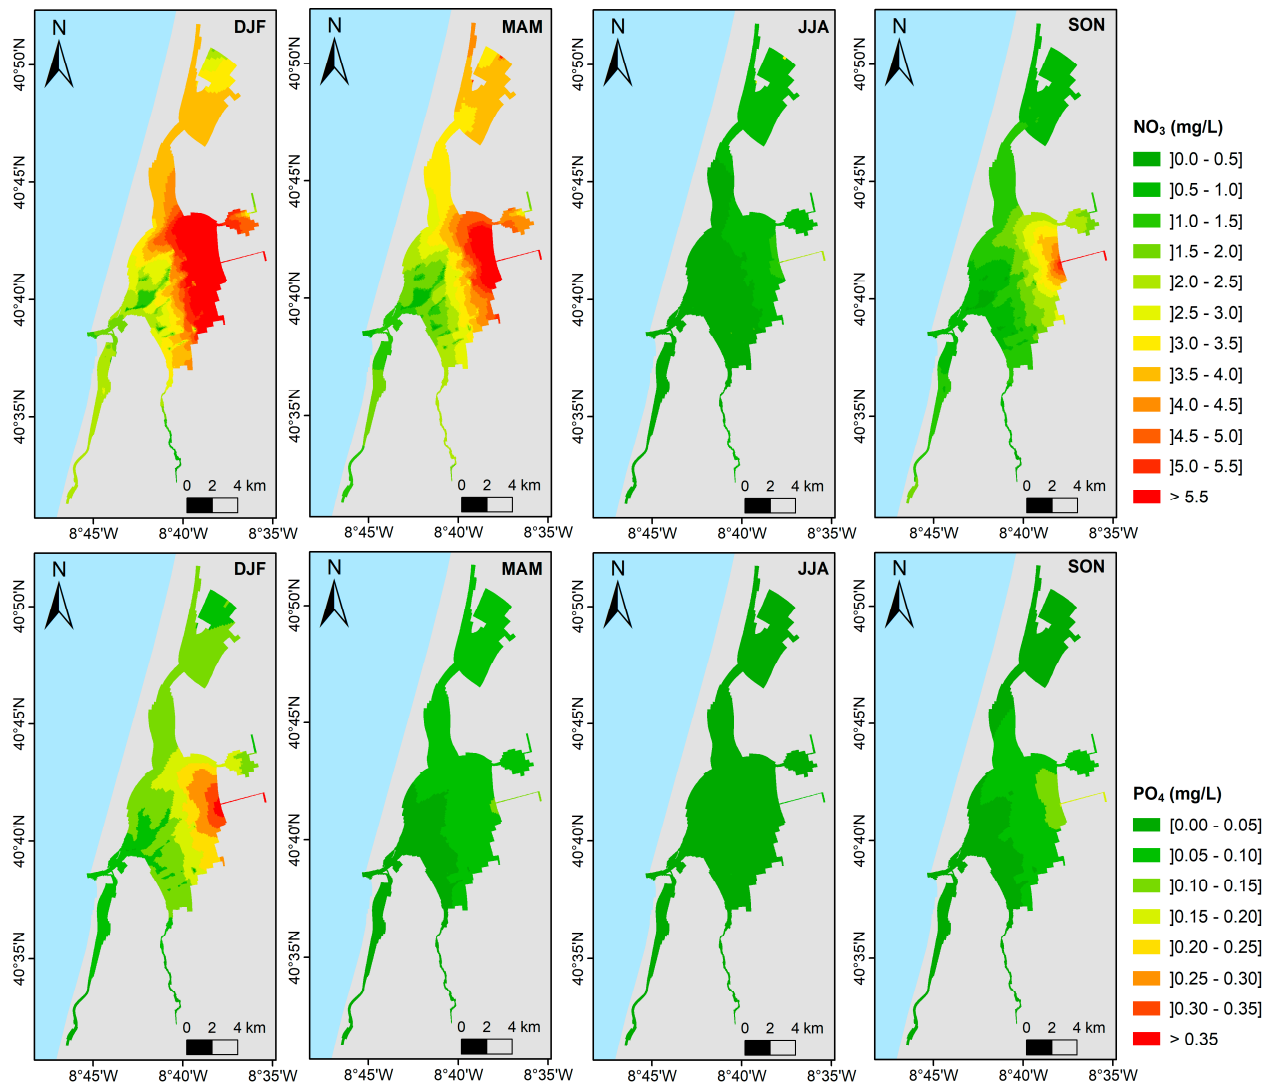 N
DJF
N
MAM
N
JJA
N
SON
40°50'N
40°45'N
40°40'N
40°35'N
40°50'N
40°45'N
40°40'N
40°35'N
40°50'N
40°45'N
40°40'N
40°35'N
40°50'N
40°45'N
40°40'N
40°35'N
0 2 4 km
0 2 4 km
0 2 4 km
0 2 4 km
8°45'W 8°40'W 8°35'W
8°45'W 8°40'W 8°35'W
8°45'W 8°40'W 8°35'W
8°45'W 8°40'W 8°35'W
NO₃ (mg/L)
]0.0 - 0.5]
]0.5 - 1.0]
]1.0 - 1.5]
]1.5 - 2.0]
]2.0 - 2.5]
]2.5 - 3.0]
]3.0 - 3.5]
]3.5 - 4.0]
]4.0 - 4.5]
]4.5 - 5.0]
]5.0 - 5.5]
> 5.5
N
DJF
N
MAM
N
JJA
N
SON
40°50'N
40°45'N
40°40'N
40°35'N
40°50'N
40°45'N
40°40'N
40°35'N
40°50'N
40°45'N
40°40'N
40°35'N
40°50'N
40°45'N
40°40'N
40°35'N
0 2 4 km
0 2 4 km
0 2 4 km
0 2 4 km
8°45'W 8°40'W 8°35'W
8°45'W 8°40'W 8°35'W
8°45'W 8°40'W 8°35'W
8°45'W 8°40'W 8°35'W
PO₄ (mg/L)
]0.00 - 0.05]
]0.05 - 0.10]
]0.10 - 0.15]
]0.15 - 0.20]
]0.20 - 0.25]
]0.25 - 0.30]
]0.30 - 0.35]
> 0.35